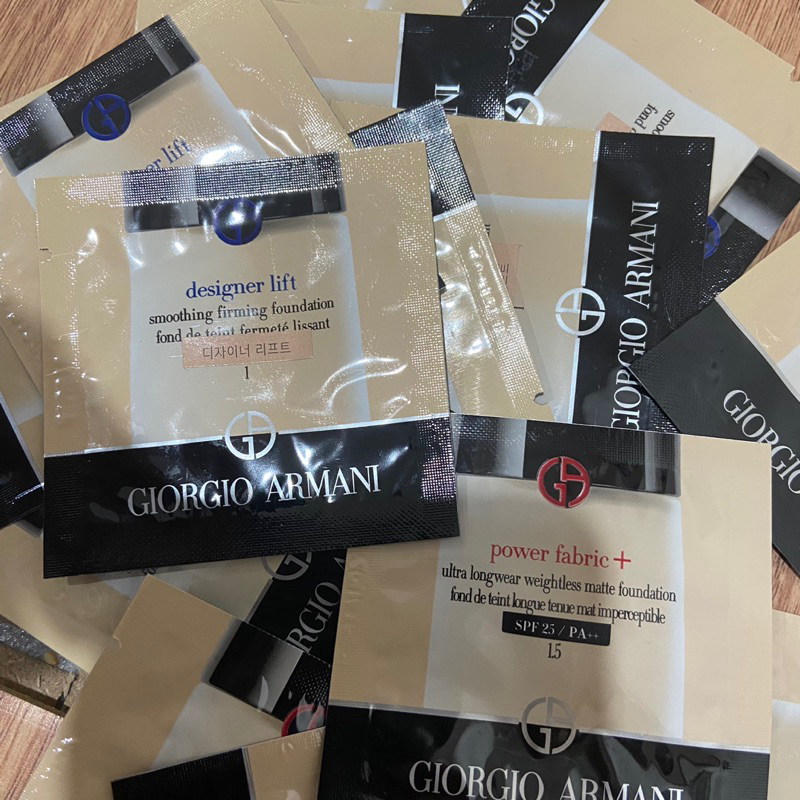 er lift
designer lift
smoothing firming foundation
fond de teint fermeté lissant
디자이너 리프트
1
GIORGIO ARMANI
GIORGIO ARMANI
GIORGIO
power fabric+
ultra longwear weightless matte foundation
fond de teint longue tenue mat imperceptible
SPF 25 / PA++
1.5
GIORGIO ARMANI